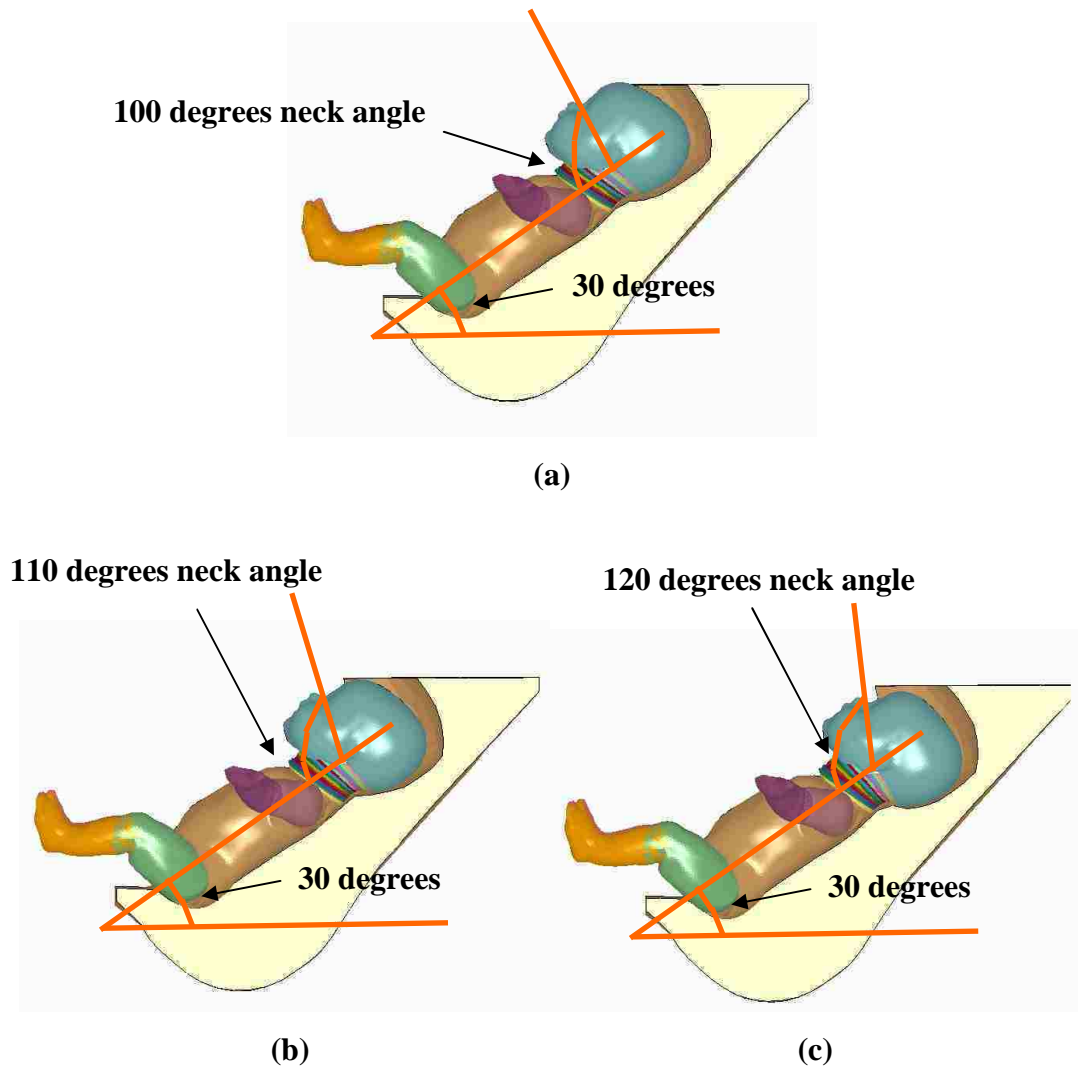 100 degrees neck angle
30 degrees
(a)
110 degrees neck angle
30 degrees
(b)
120 degrees neck angle
30 degrees
(c)